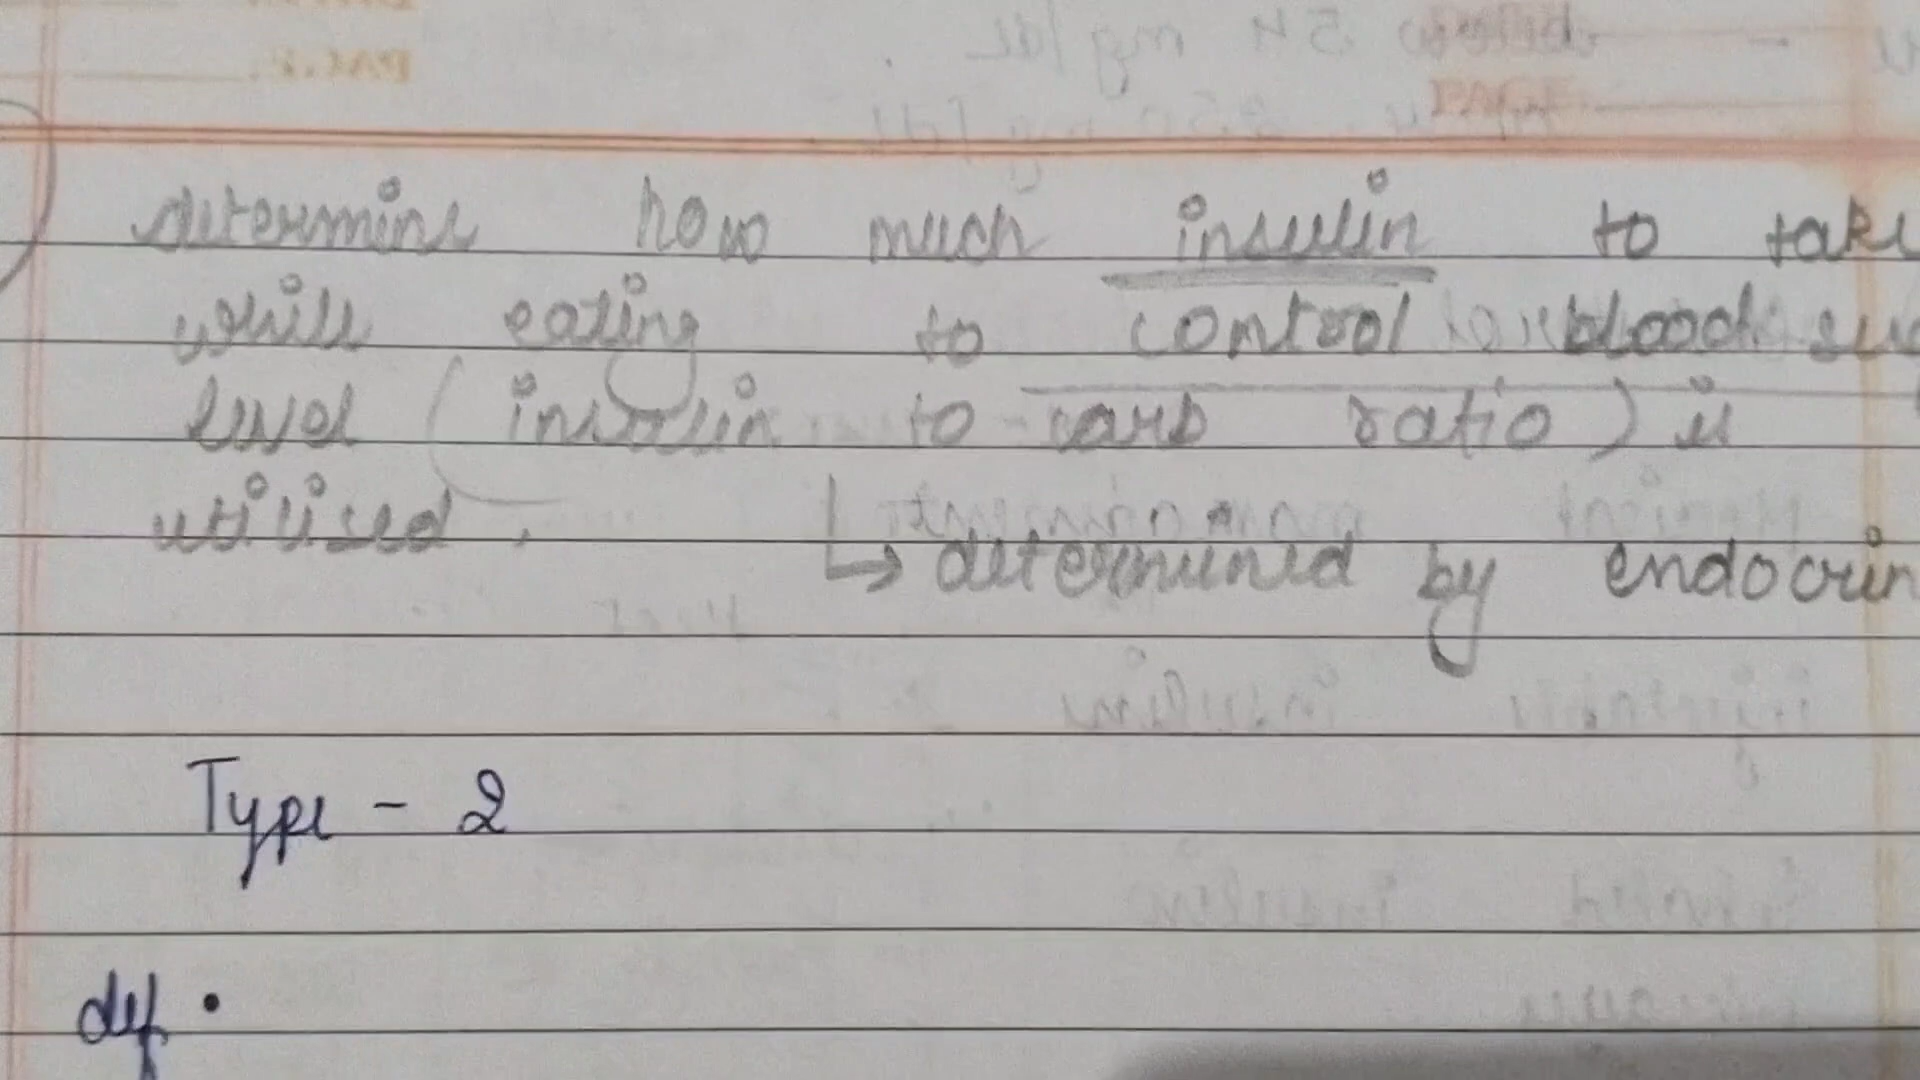 determine how much insulin to take
while eating to control blood sug
level (insulin to carb ratio) is
utilised.
↳ determined by endocrin
Type - 2
def •